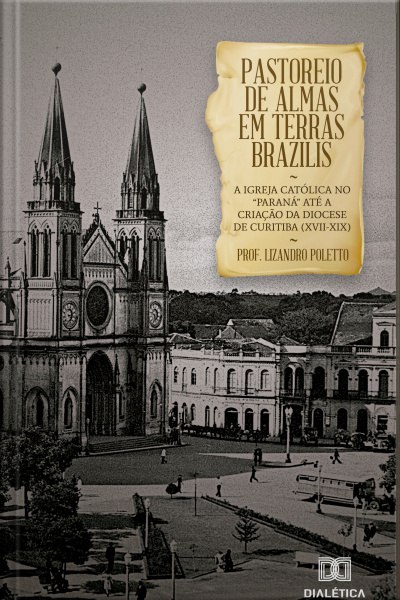 PASTOREIO
DE ALMAS
EM TERRAS
BRAZILIS
~
A IGREJA CATÓLICA NO
"PARANÁ" ATÉ A
CRIAÇÃO DA DIOCESE
DE CURITIBA (XVII-XIX)
~
PROF. LIZANDRO POLETTO
DIALÉTICA